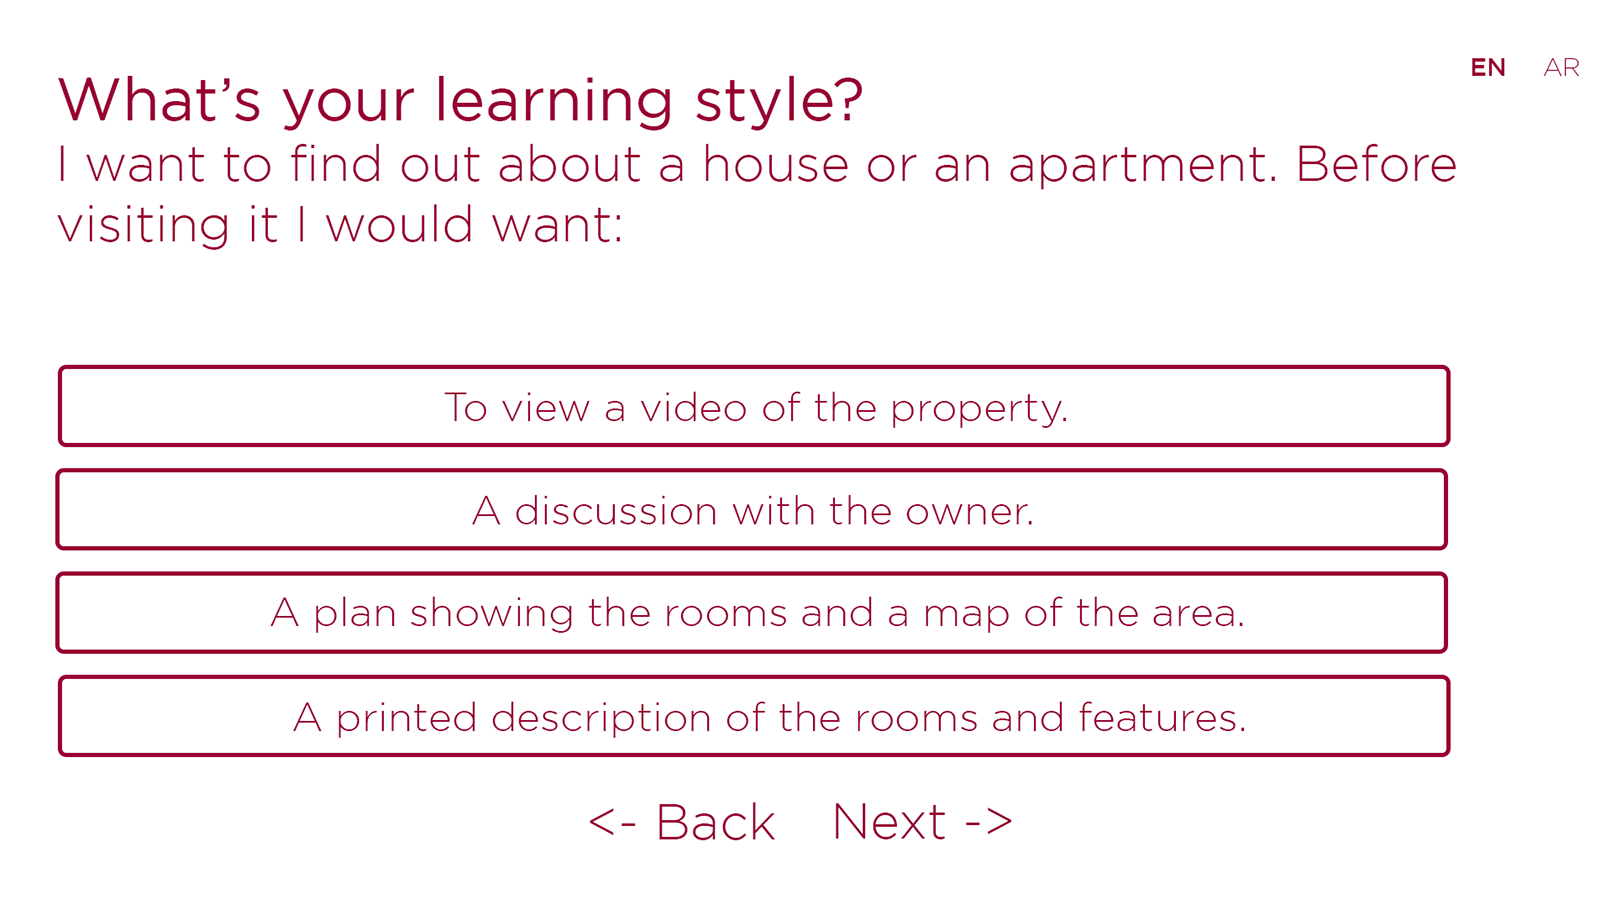 EN AR
What’s your learning style?
I want to find out about a house or an apartment. Before
visiting it I would want:
To view a video of the property.
A discussion with the owner.
A plan showing the rooms and a map of the area.
A printed description of the rooms and features.
<- Back Next ->